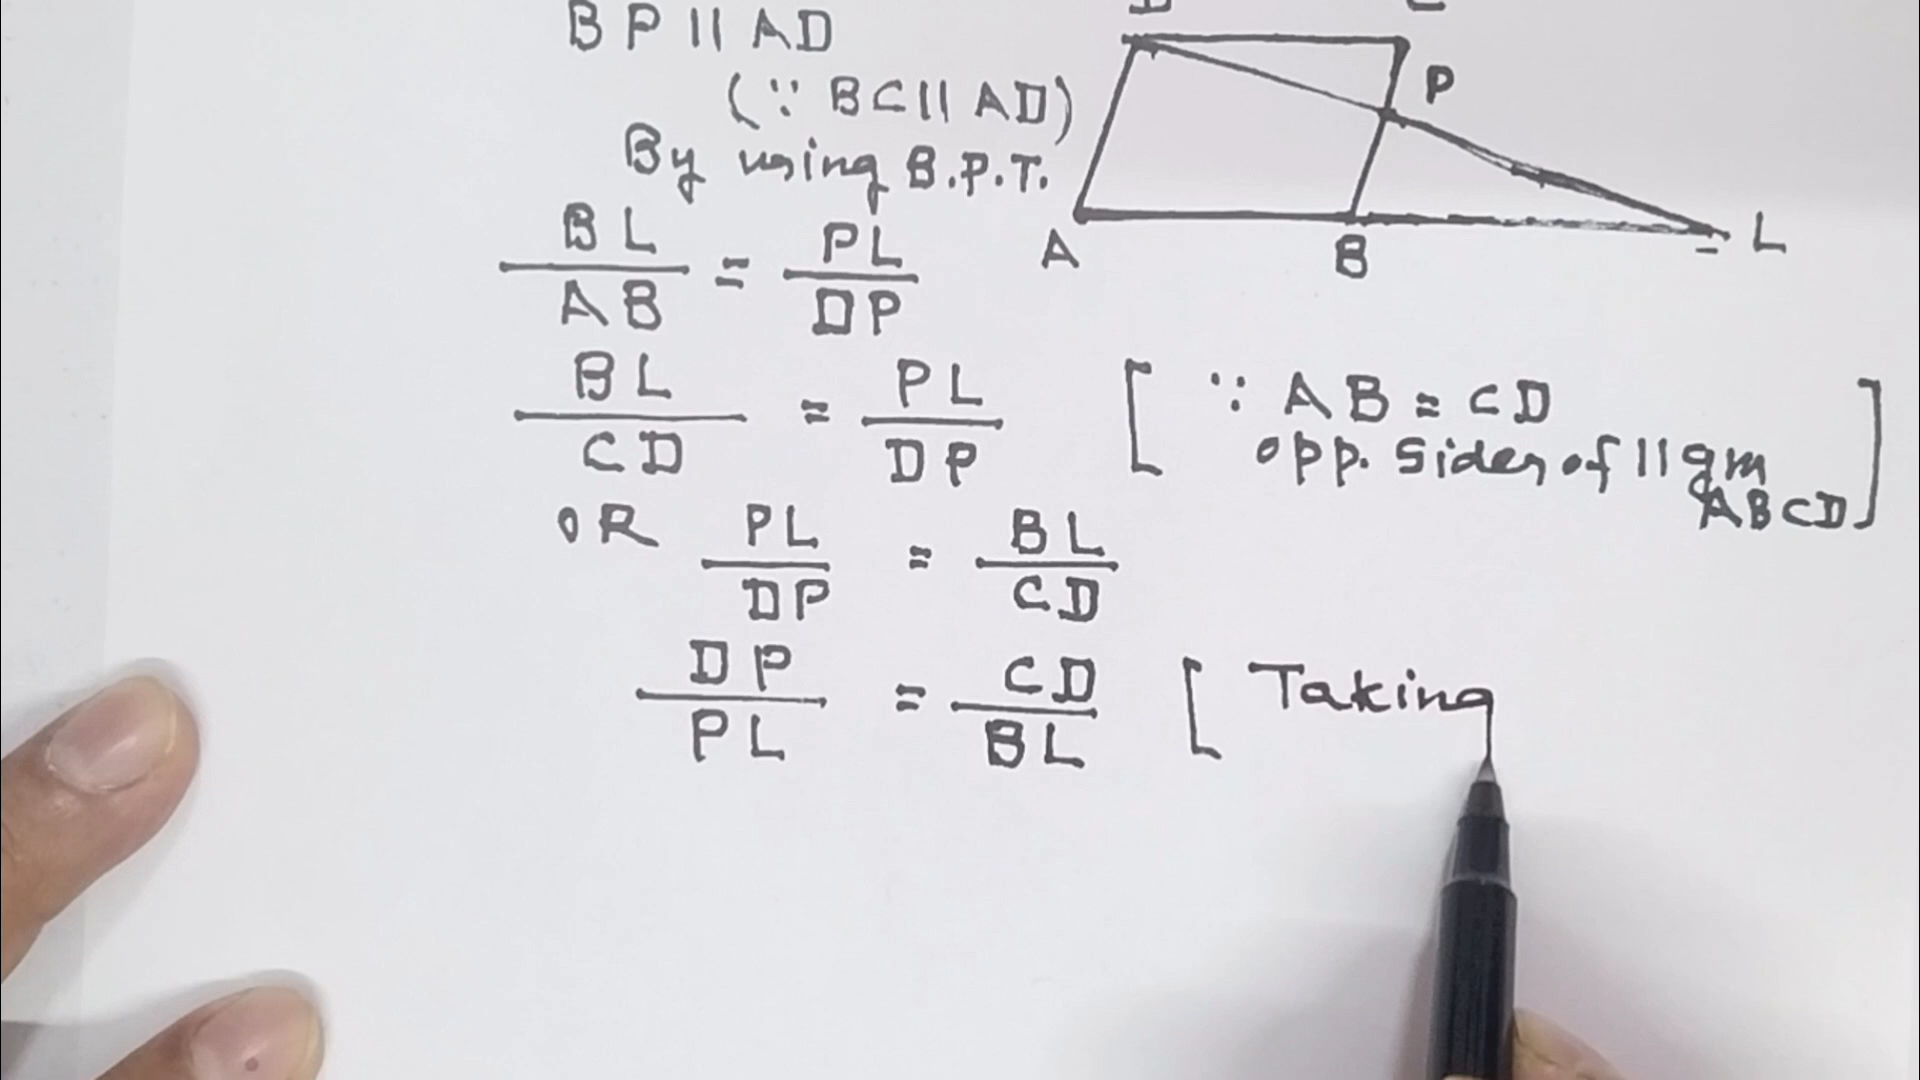 BP || AD
(∵ BC || AD)
By using B.P.T.
BL/AB = PL/DP
BL/CD = PL/DP [∵ AB = CD
opp. sides of ||gm
ABCD]
OR PL/DP = BL/CD
DP/PL = CD/BL [Taking
P
A
B
L